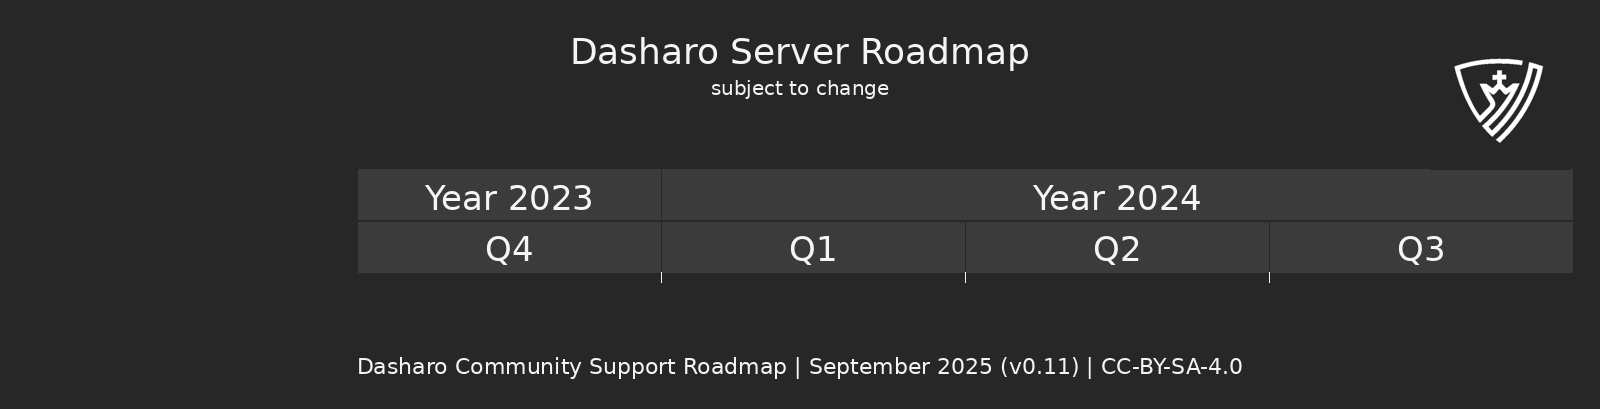 Dasharo Server Roadmap
subject to change
Year 2023 Year 2024
Q4 Q1 Q2 Q3
Dasharo Community Support Roadmap | September 2025 (v0.11) | CC-BY-SA-4.0